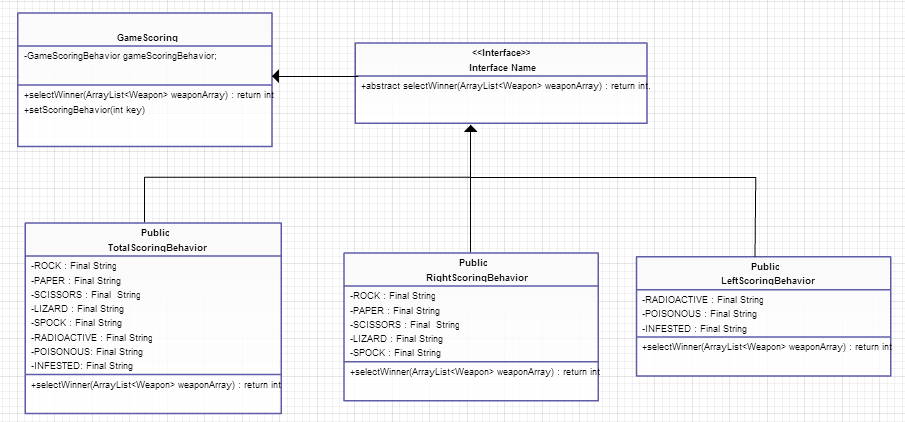 GameScoring
-GameScoringBehavior gameScoringBehavior;
+selectWinner(ArrayList<Weapon> weaponArray) : return int
+setScoringBehavior(int key)
<<Interface>>
Interface Name
+abstract selectWinner(ArrayList<Weapon> weaponArray) : return int.
Public
TotalScoringBehavior
-ROCK : Final String
-PAPER : Final String
-SCISSORS : Final String
-LIZARD : Final String
-SPOCK : Final String
-RADIOACTIVE : Final String
-POISONOUS: Final String
-INFESTED: Final String
+selectWinner(ArrayList<Weapon> weaponArray) : return int
Public
RightScoringBehavior
-ROCK : Final String
-PAPER : Final String
-SCISSORS : Final String
-LIZARD : Final String
-SPOCK : Final String
+selectWinner(ArrayList<Weapon> weaponArray) : return int
Public
LeftScoringBehavior
-RADIOACTIVE : Final String
-POISONOUS : Final String
-INFESTED : Final String
+selectWinner(ArrayList<Weapon> weaponArray) : return int